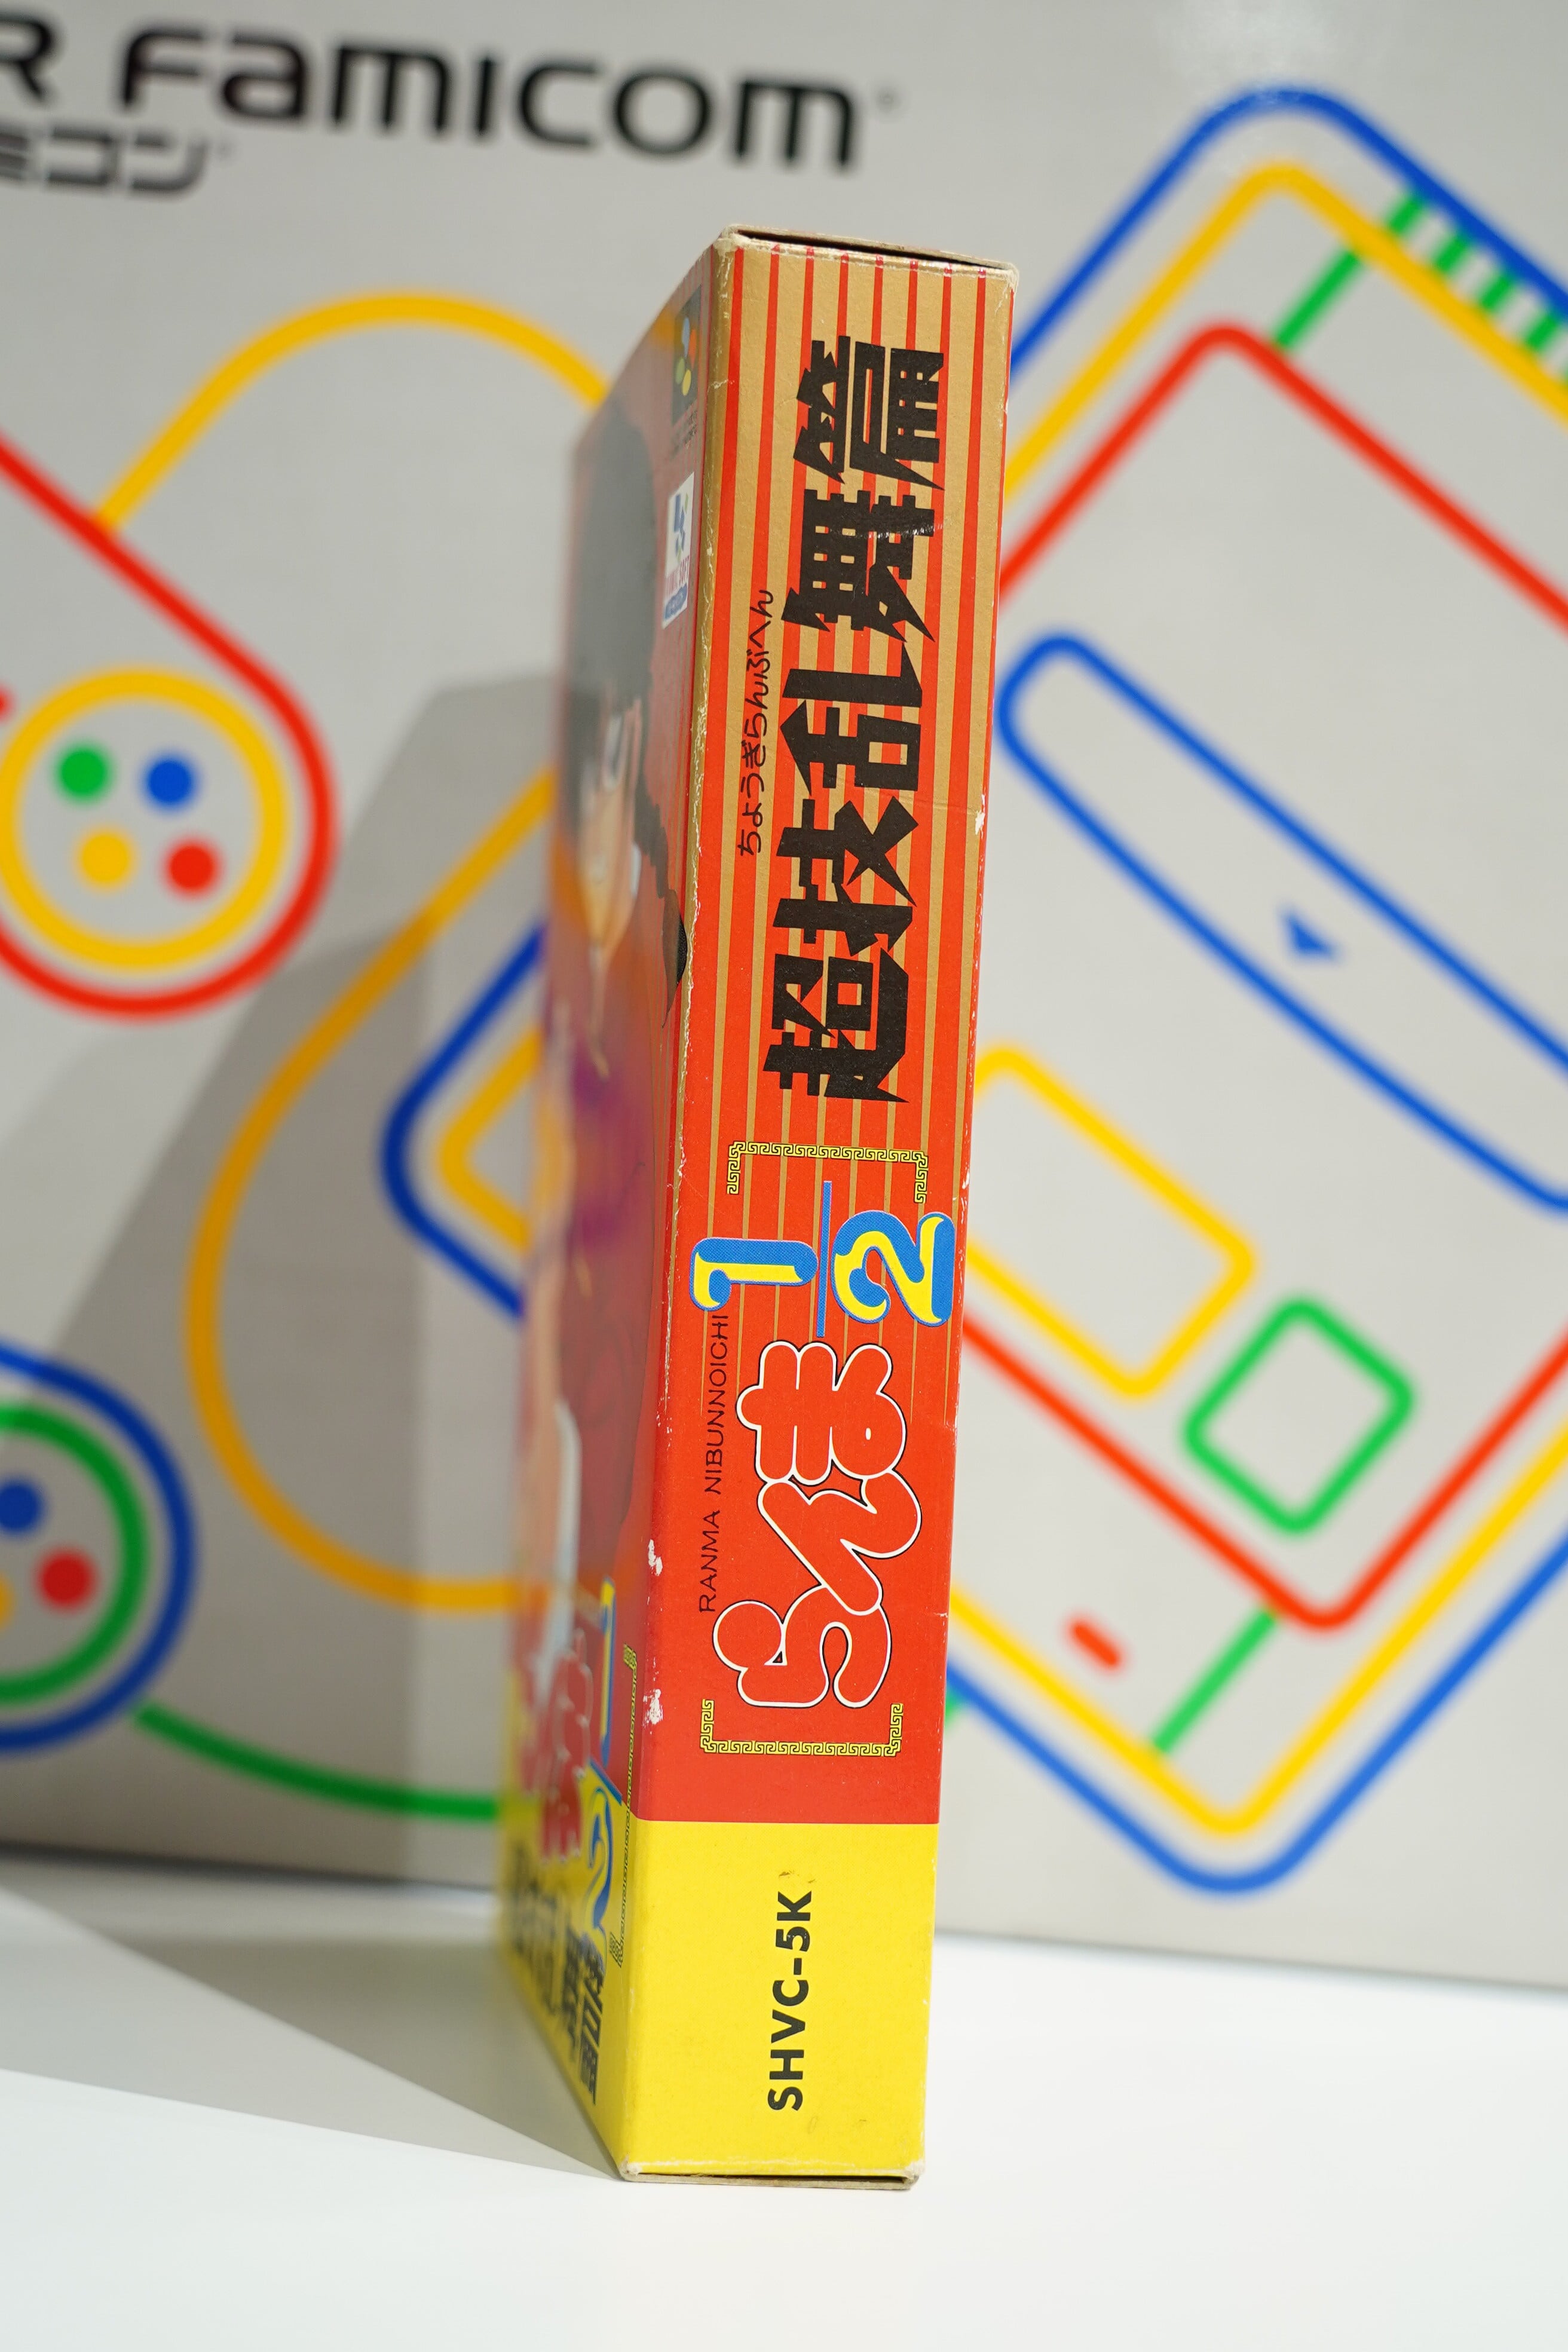 R FAMICOM
ミコン
超技乱舞篇
ちょうぎらんぶへん
1/2
RANMA NIBUNNOICHI
らんま
SHVC-5K